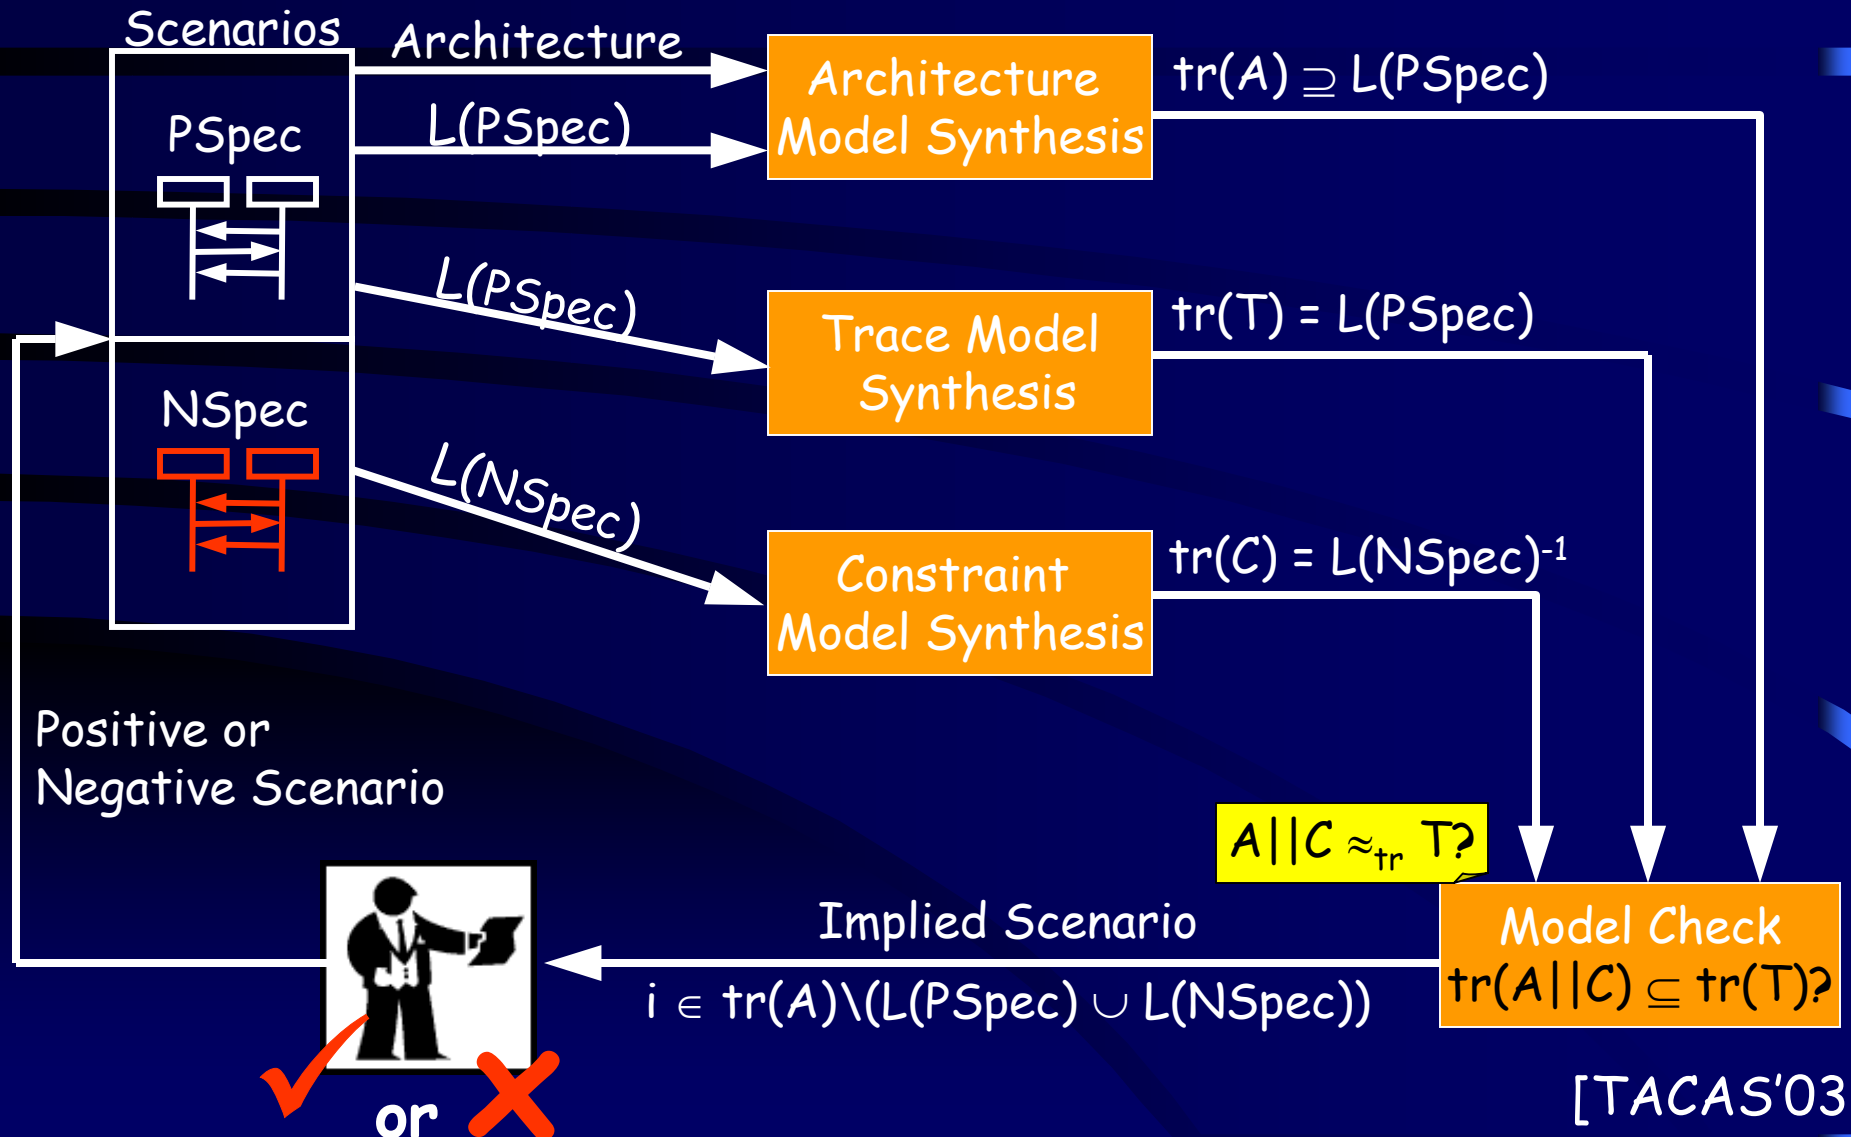 Scenarios
Architecture
L(PSpec)
PSpec
Architecture
Model Synthesis
tr(A) ⊇ L(PSpec)
L(PSpec)
Trace Model
Synthesis
tr(T) = L(PSpec)
NSpec
L(NSpec)
Constraint
Model Synthesis
tr(C) = L(NSpec)⁻¹
Positive or
Negative Scenario
A||C ≈tr T?
Implied Scenario
i ∈ tr(A)\(L(PSpec) ∪ L(NSpec))
Model Check
tr(A||C) ⊆ tr(T)?
or
[TACAS'03